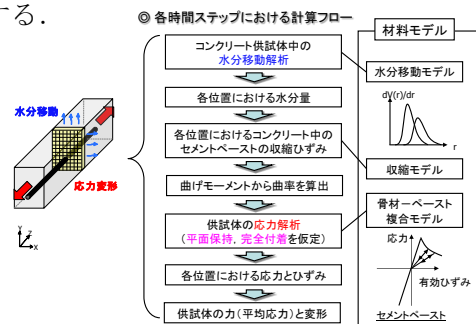 する.
◎ 各時間ステップにおける計算フロー
コンクリート供試体中の
水分移動解析
各位置における水分量
各位置におけるコンクリート中の
セメントペーストの収縮ひずみ
曲げモーメントから曲率を算出
供試体の応力解析
(平面保持, 完全付着を仮定)
各位置における応力とひずみ
供試体の力(平均応力)と変形
水分移動
応力変形
Y
Z
X
材料モデル
水分移動モデル
dV(r)/dr
r
収縮モデル
骨材－ペースト
複合モデル
応力
有効ひずみ
セメントペースト